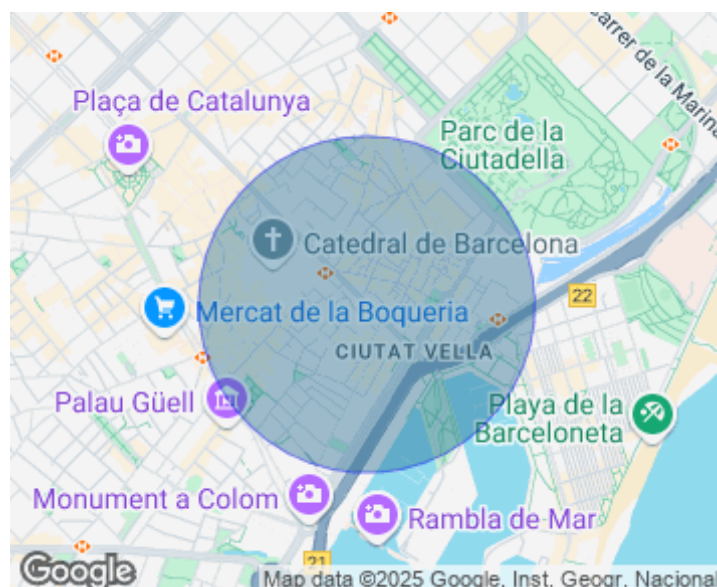 Carrer de la Marina
Plaça de Catalunya
Parc de la
Ciutadella
Catedral de Barcelona
22
Mercat de la Boqueria
CIUTAT VELLA
Palau Güell
Playa de la
Barceloneta
Monument a Colom
Rambla de Mar
21
Google
Map data ©2025 Google, Inst. Geogr. Nacional